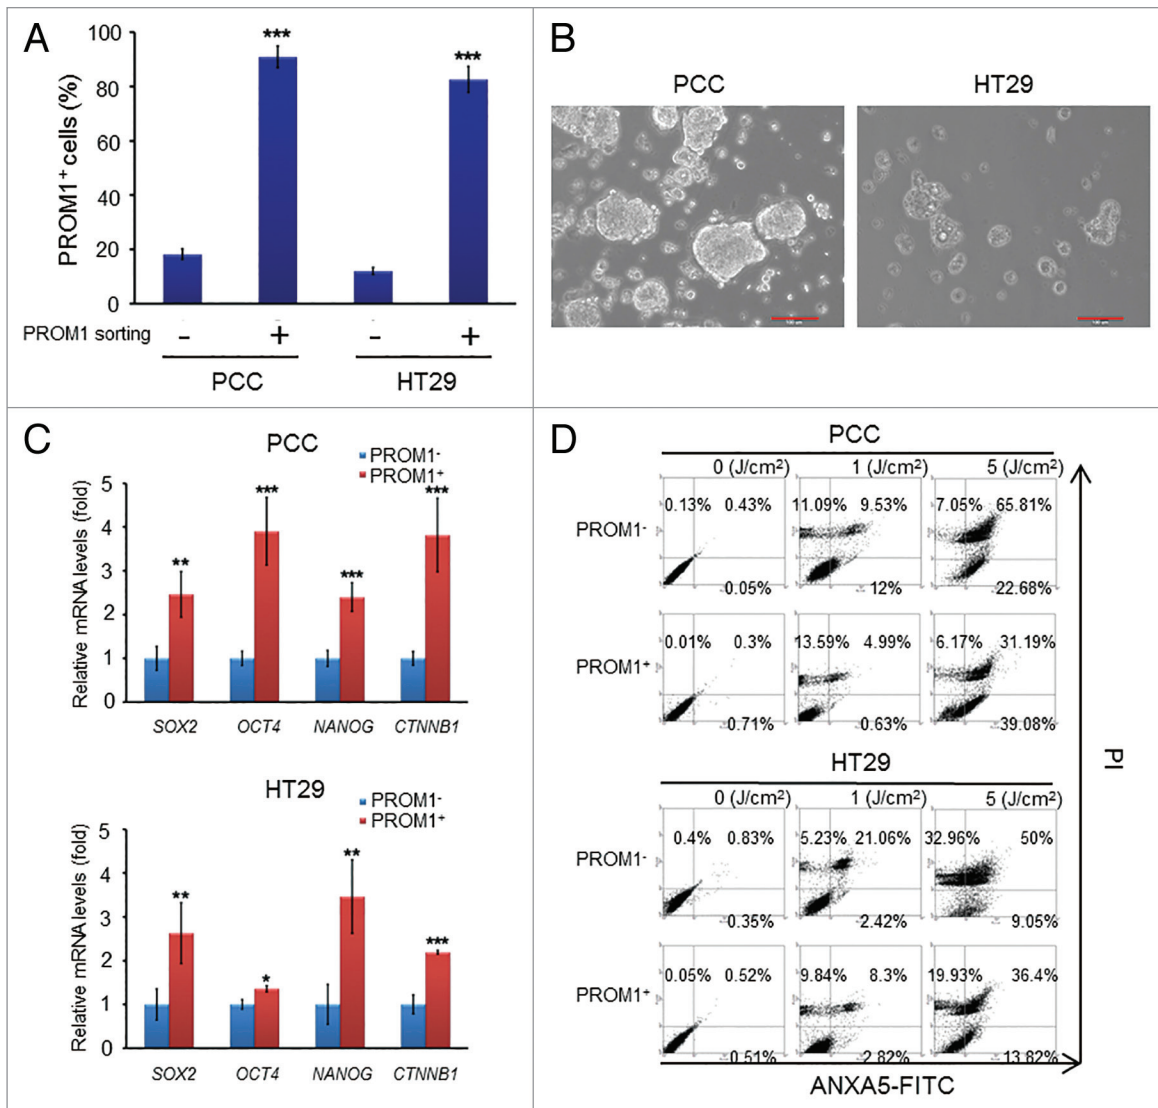 A
PROM1+ cells (%)
100
80
60
40
20
0
***
***
PROM1 sorting - + - +
PCC HT29
B
PCC HT29
C
PCC
PROM1-
PROM1+
Relative mRNA levels (fold)
5
4
3
2
1
0
** *** *** ***
SOX2 OCT4 NANOG CTNNB1
HT29
PROM1-
PROM1+
Relative mRNA levels (fold)
5
4
3
2
1
0
** * ** ***
SOX2 OCT4 NANOG CTNNB1
D
PCC
0 (J/cm2) 1 (J/cm2) 5 (J/cm2)
PROM1-
0.13% 0.43% 11.09% 9.53% 7.05% 65.81%
0.05% 12% 22.68%
PROM1+
0.01% 0.3% 13.59% 4.99% 6.17% 31.19%
0.71% 0.63% 39.08%
HT29
0 (J/cm2) 1 (J/cm2) 5 (J/cm2)
PROM1-
0.4% 0.83% 5.23% 21.06% 32.96% 50%
0.35% 2.42% 9.05%
PROM1+
0.05% 0.52% 9.84% 8.3% 19.93% 36.4%
0.51% 2.82% 13.82%
PI
ANXA5-FITC